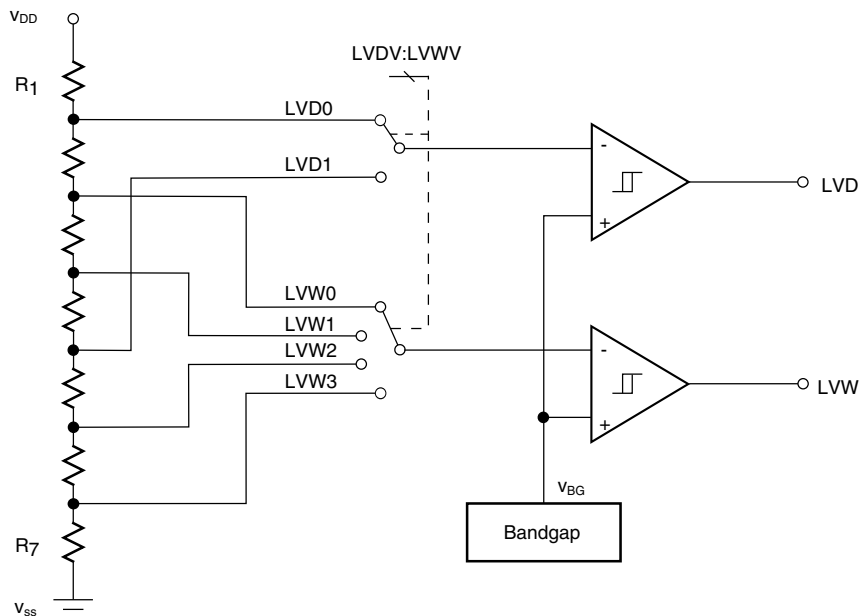 VDD
R1
LVDV:LVWV
LVD0
LVD1
-
+
LVD
LVW0
LVW1
LVW2
LVW3
-
+
LVW
VBG
Bandgap
R7
Vss